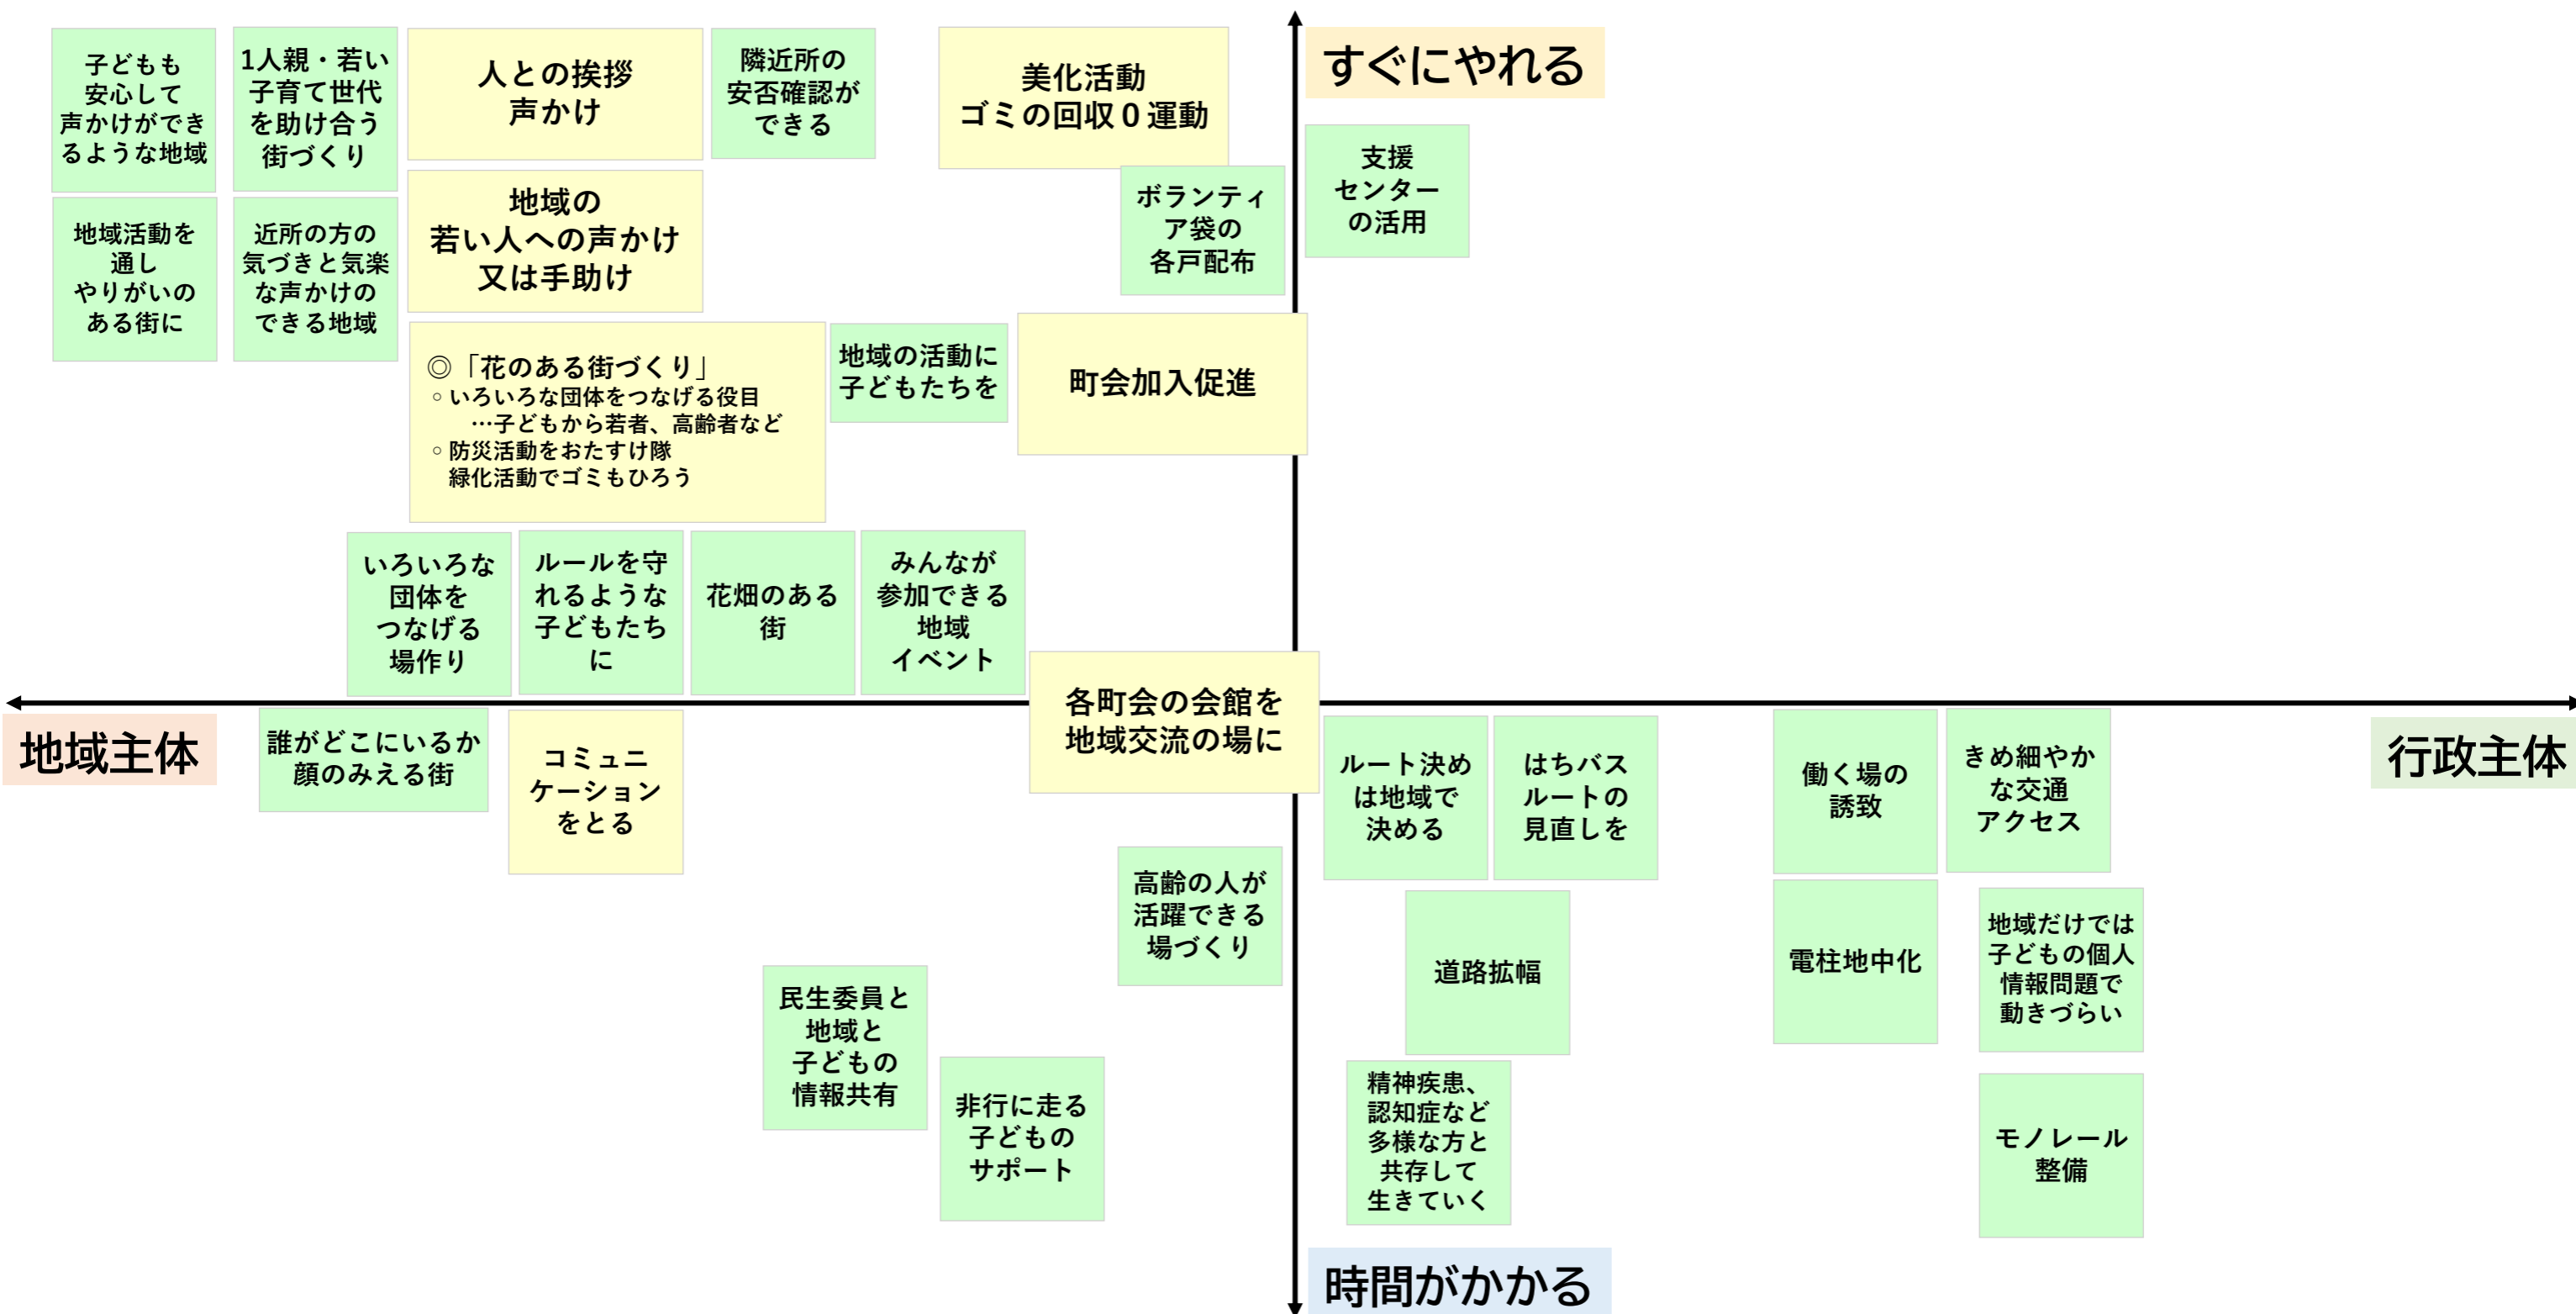 すぐにやれる
子どもも
安心して
声かけができ
るような地域
1人親・若い
子育て世代
を助け合う
街づくり
人との挨拶
声かけ
隣近所の
安否確認が
できる
美化活動
ゴミの回収０運動
支援
センター
の活用
ボランティ
ア袋の
各戸配布
地域活動を
通し
やりがいの
ある街に
近所の方の
気づきと気楽
な声かけの
できる地域
地域の
若い人への声かけ
又は手助け
◎「花のある街づくり」
◦いろいろな団体をつなげる役目
…子どもから若者、高齢者など
◦防災活動をおたすけ隊
緑化活動でゴミもひろう
地域の活動に
子どもたちを
町会加入促進
いろいろな
団体を
つなげる
場作り
ルールを守
れるような
子どもたち
に
花畑のある
街
みんなが
参加できる
地域
イベント
各町会の会館を
地域交流の場に
地域主体
行政主体
誰がどこにいるか
顔のみえる街
コミュニ
ケーション
をとる
ルート決め
は地域で
決める
はちバス
ルートの
見直しを
働く場の
誘致
きめ細やか
な交通
アクセス
高齢の人が
活躍できる
場づくり
道路拡幅
電柱地中化
地域だけでは
子どもの個人
情報問題で
動きづらい
民生委員と
地域と
子どもの
情報共有
非行に走る
子どもの
サポート
精神疾患、
認知症など
多様な方と
共存して
生きていく
モノレール
整備
時間がかかる